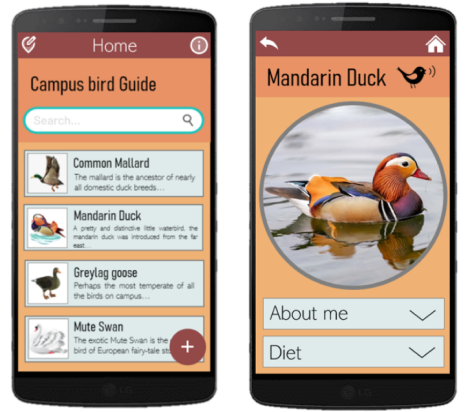 Home
Campus bird Guide
Search...
Common Mallard
The mallard is the ancestor of nearly
all domestic duck breeds...
Mandarin Duck
A pretty and distinctive little waterbird, the
mandarin duck was introduced from the far
east...
Greylag goose
Perhaps the most temperate of all
the birds on campus...
Mute Swan
The exotic Mute Swan is the
bird of European fairy-tale
LG
Mandarin Duck
About me
Diet
LG